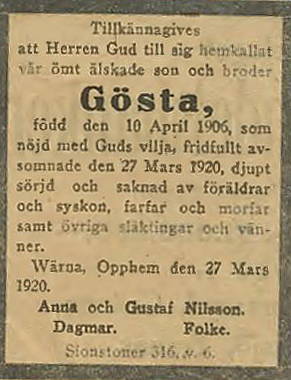 Tillkännagives
att Herren Gud till sig hemkallat
vår ömt älskade son och broder
Gösta,
född den 10 April 1906, som
nöjd med Guds vilja, fridfullt av-
somnade den 27 Mars 1920, djupt
sörjd och saknad av föräldrar
och syskon, farfar och morfar
samt övriga släktingar och vän-
ner.
Wärna, Opphem den 27 Mars
1920.
Anna och Gustaf Nilsson.
Dagmar. Folke.
Sionstoner 316, v. 6.